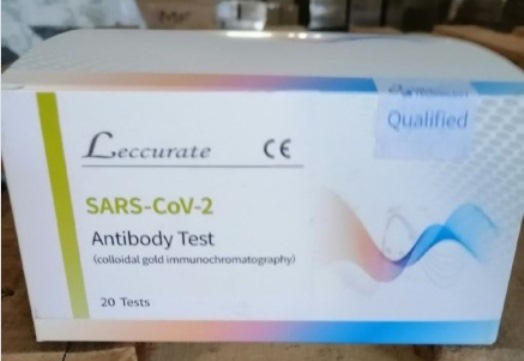 Qualified
Leccurate CE
SARS-CoV-2
Antibody Test
(colloidal gold immunochromatography)
20 Tests